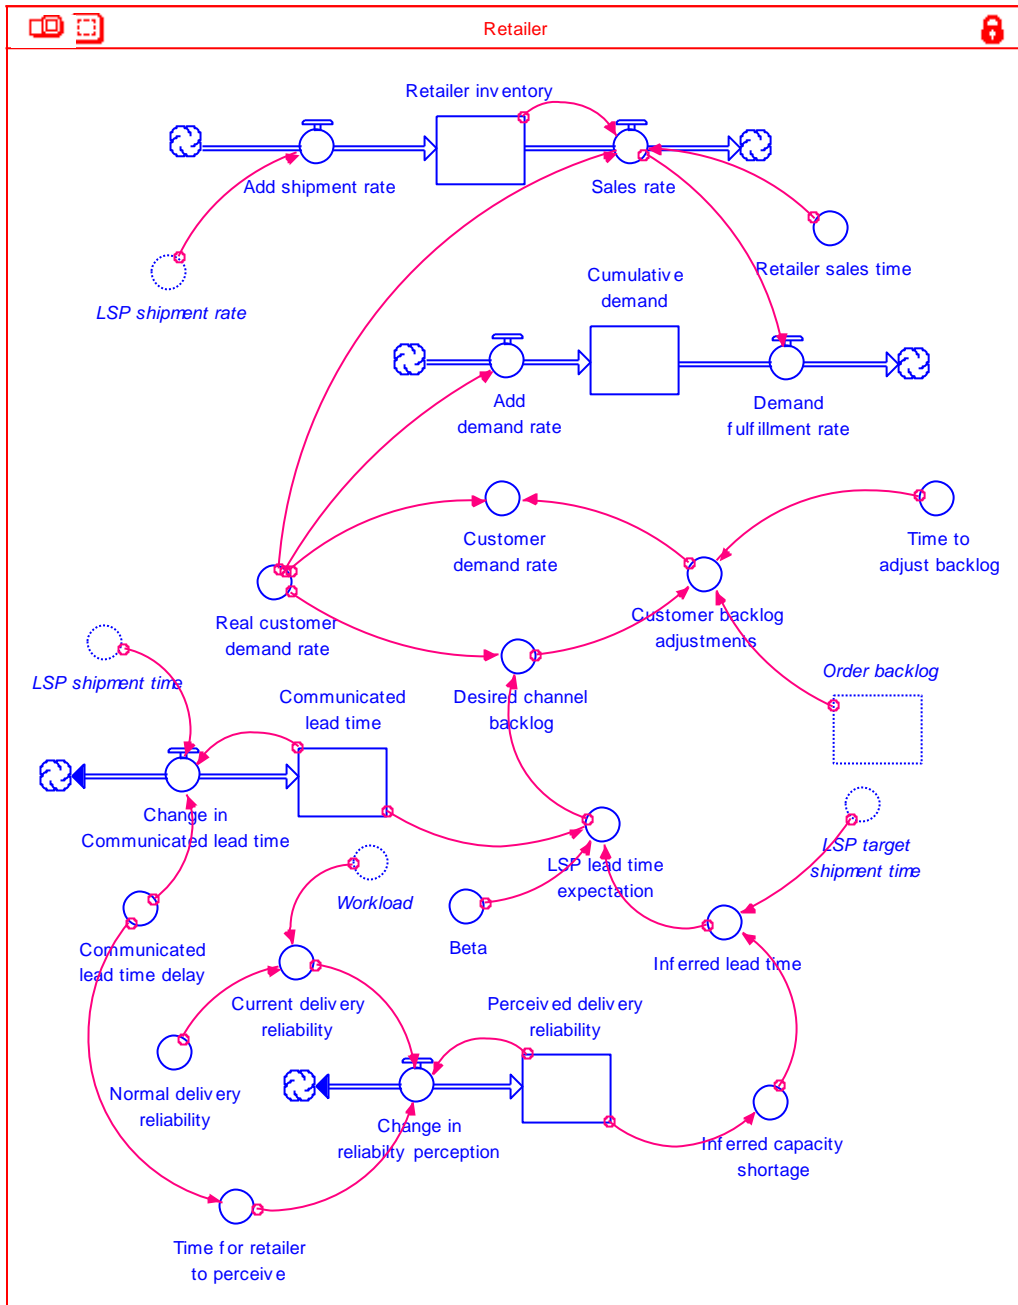 Retailer
Retailer inventory
Add shipment rate
Sales rate
Retailer sales time
LSP shipment rate
Cumulative
demand
Add
demand rate
Demand
fulfillment rate
Customer
demand rate
Time to
adjust backlog
Real customer
demand rate
Customer backlog
adjustments
LSP shipment time
Communicated
lead time
Desired channel
backlog
Order backlog
Change in
Communicated lead time
LSP lead time
expectation
LSP target
shipment time
Workload
Beta
Communicated
lead time delay
Inferred lead time
Current delivery
reliability
Perceived delivery
reliability
Normal delivery
reliability
Change in
reliabilty perception
Inferred capacity
shortage
Time for retailer
to perceive